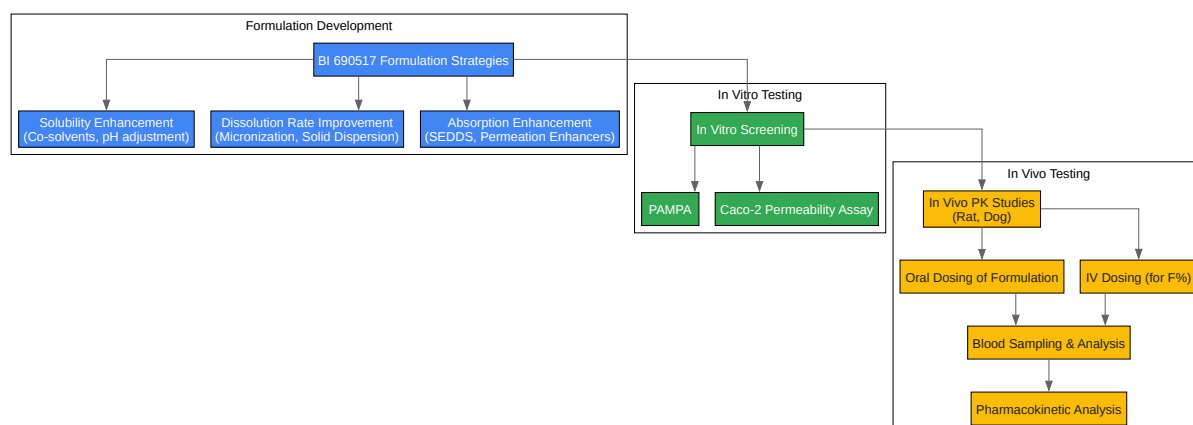 Formulation Development
BI 690517 Formulation Strategies
Solubility Enhancement
(Co-solvents, pH adjustment)
Dissolution Rate Improvement
(Micronization, Solid Dispersion)
Absorption Enhancement
(SEDDS, Permeation Enhancers)
In Vitro Testing
In Vitro Screening
PAMPA
Caco-2 Permeability Assay
In Vivo Testing
In Vivo PK Studies
(Rat, Dog)
Oral Dosing of Formulation
IV Dosing (for F%)
Blood Sampling & Analysis
Pharmacokinetic Analysis